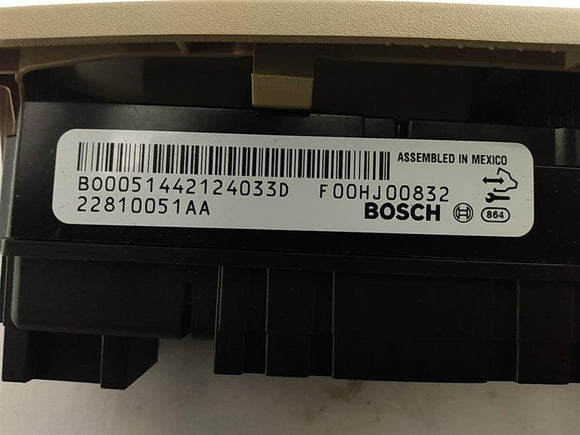 ASSEMBLED IN MEXICO
B00051442124033D F00HJ00832
22810051AA BOSCH 864